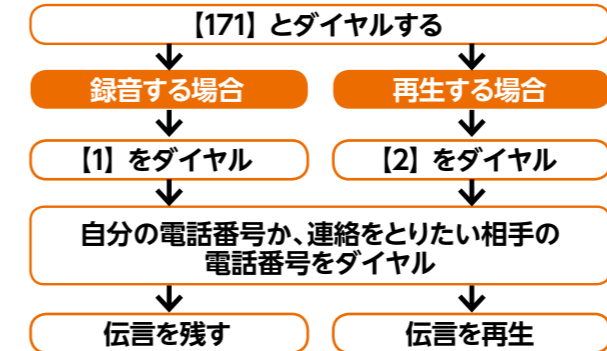 【171】とダイヤルする
録音する場合
再生する場合
【1】をダイヤル
【2】をダイヤル
自分の電話番号か、連絡をとりたい相手の
電話番号をダイヤル
伝言を残す
伝言を再生